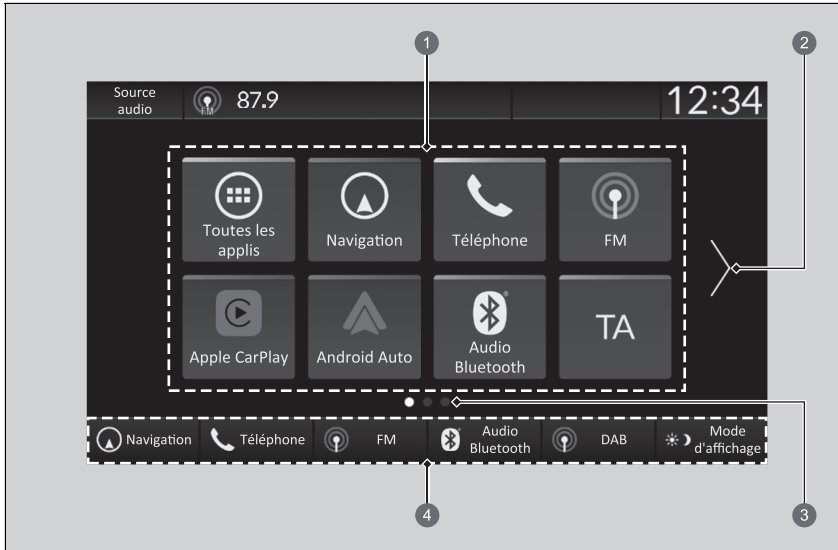 1
2
Source
audio
FM
87.9
12:34
Toutes les
applis
Navigation
Téléphone
FM
Apple CarPlay
Android Auto
Audio
Bluetooth
TA
Navigation
Téléphone
FM
Audio
Bluetooth
DAB
Mode
d'affichage
4
3